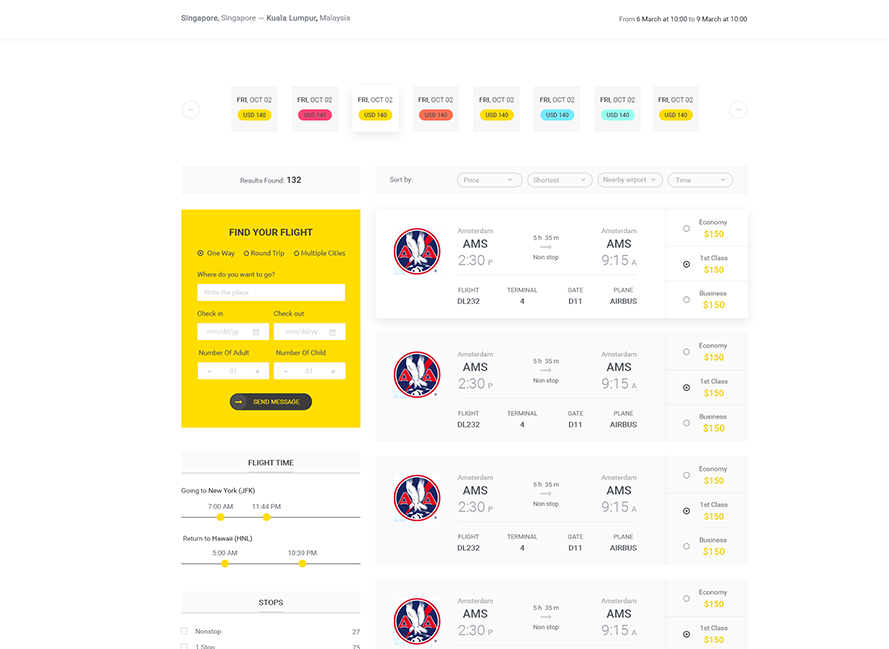 Singapore, Singapore — Kuala Lumpur, Malaysia
From 6 March at 10:00 to 9 March at 10:00
FRI, OCT 02 FRI, OCT 02 FRI, OCT 02 FRI, OCT 02 FRI, OCT 02 FRI, OCT 02 FRI, OCT 02 FRI, OCT 02
USD 140 USD 140 USD 140 USD 140 USD 140 USD 140 USD 140 USD 140
Results Found: 132
Sort by: Price Shortest Nearby airport Time
FIND YOUR FLIGHT
One Way Round Trip Multiple Cities
Where do you want to go?
Write the place
Check in Check out
mm/dd/yy mm/dd/yy
Number Of Adult Number Of Child
− 01 + − 01 +
→ SEND MESSAGE
FLIGHT TIME
Going to New York (JFK)
7:00 AM 11:44 PM
Return to Hawaii (HNL)
5:00 AM 10:39 PM
STOPS
Nonstop 27
1 Stop 75
AA
Amsterdam Amsterdam
AMS 5 h 35 m AMS
2:30 P Non stop 9:15 A
FLIGHT TERMINAL GATE PLANE
DL232 4 D11 AIRBUS
Economy
$150
1st Class
$150
Business
$150
AA
Amsterdam Amsterdam
AMS 5 h 35 m AMS
2:30 P Non stop 9:15 A
FLIGHT TERMINAL GATE PLANE
DL232 4 D11 AIRBUS
Economy
$150
1st Class
$150
Business
$150
AA
Amsterdam Amsterdam
AMS 5 h 35 m AMS
2:30 P Non stop 9:15 A
FLIGHT TERMINAL GATE PLANE
DL232 4 D11 AIRBUS
Economy
$150
1st Class
$150
Business
$150
AA
Amsterdam Amsterdam
AMS 5 h 35 m AMS
2:30 P Non stop 9:15 A
Economy
$150
1st Class
$150